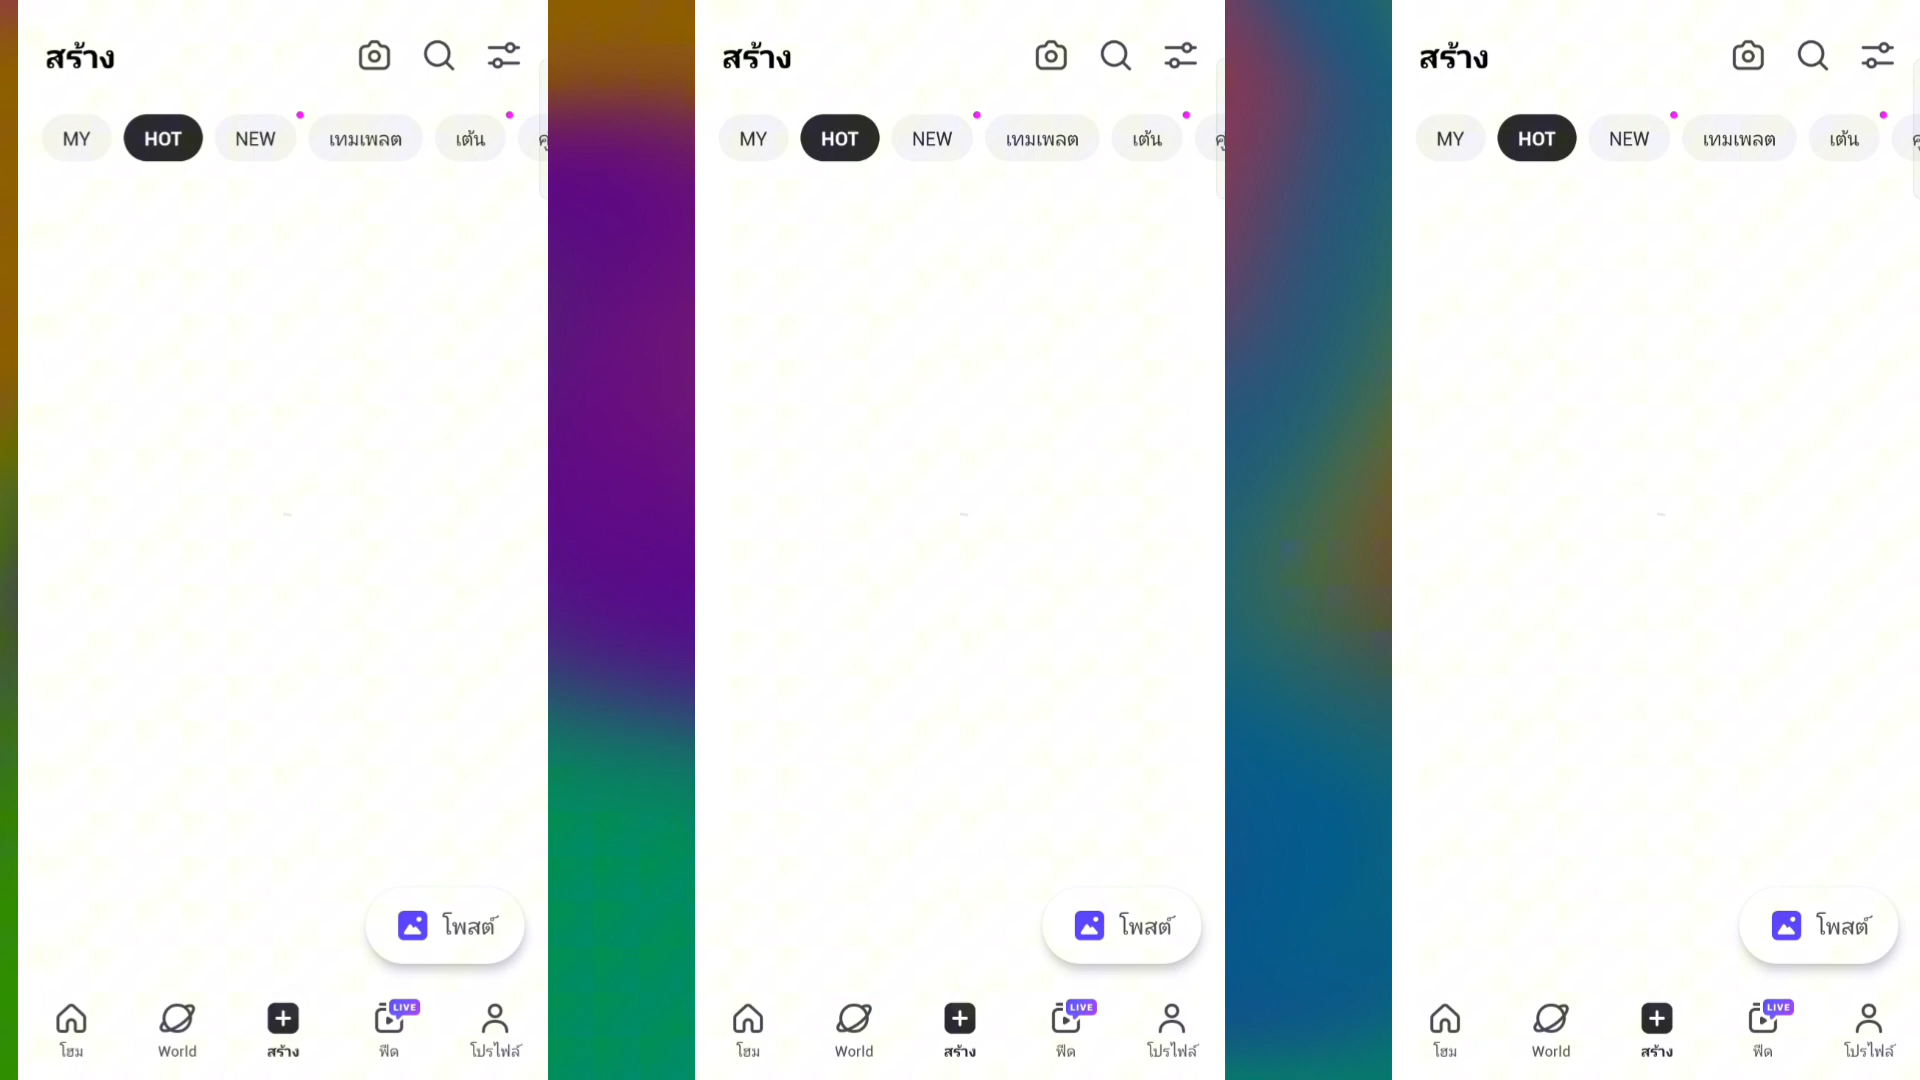 สร้าง
MY HOT NEW เทมเพลต เต้น
โพสต์
LIVE
โฮม World สร้าง ฟีด โปรไฟล์
สร้าง
MY HOT NEW เทมเพลต เต้น
โพสต์
LIVE
โฮม World สร้าง ฟีด โปรไฟล์
สร้าง
MY HOT NEW เทมเพลต เต้น
โพสต์
LIVE
โฮม World สร้าง ฟีด โปรไฟล์